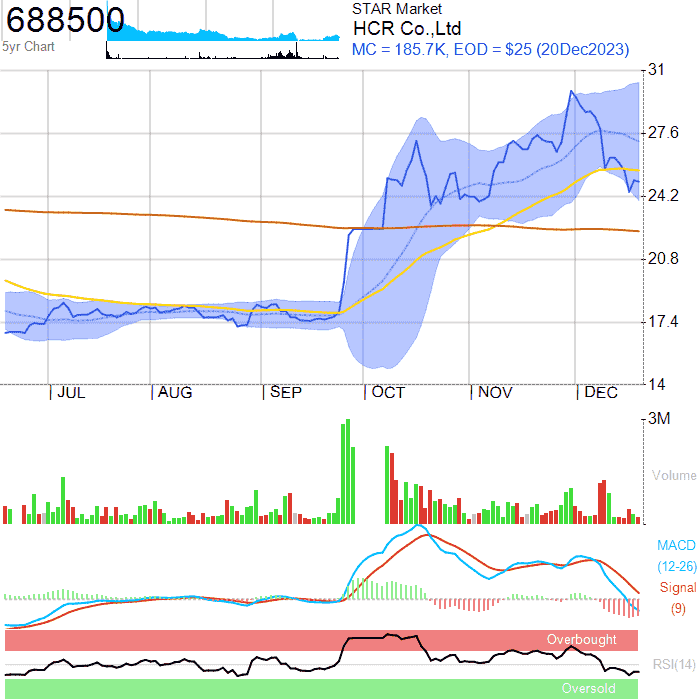 688500
5yr Chart
STAR Market
HCR Co.,Ltd
MC = 185.7K, EOD = $25 (20Dec2023)
31
27.6
24.2
20.8
17.4
14
JUL AUG SEP OCT NOV DEC
3M
Volume
MACD
(12-26)
Signal
(9)
Overbought
RSI(14)
Oversold